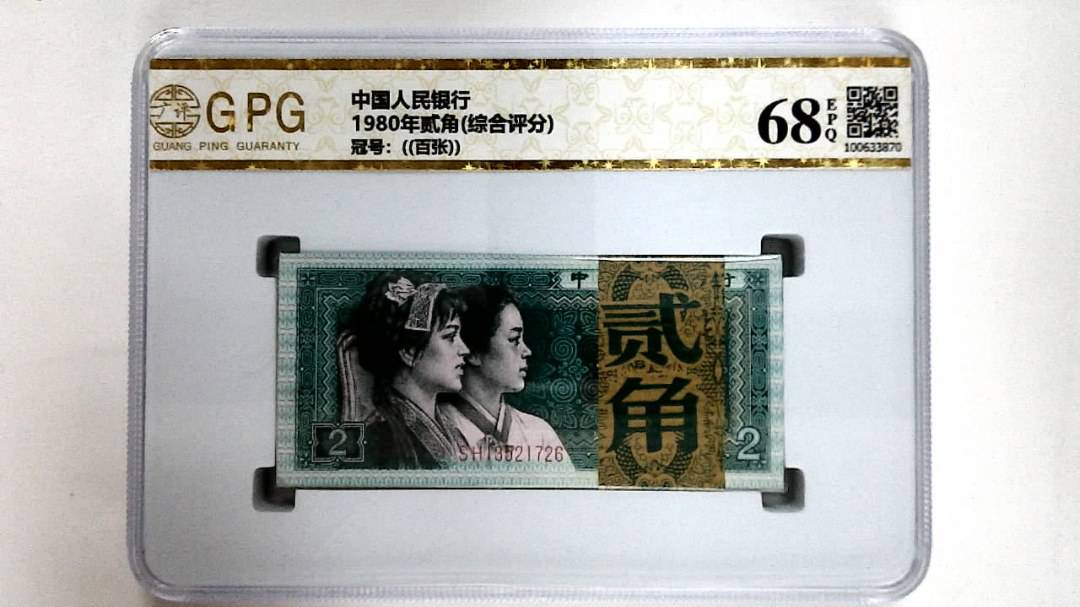 GPG
GUANG PING GUARANTY
中国人民银行
1980年贰角(综合评分)
冠号：((百张))
68
EPQ
100633870
中
行
贰角
2
SH13521726
2